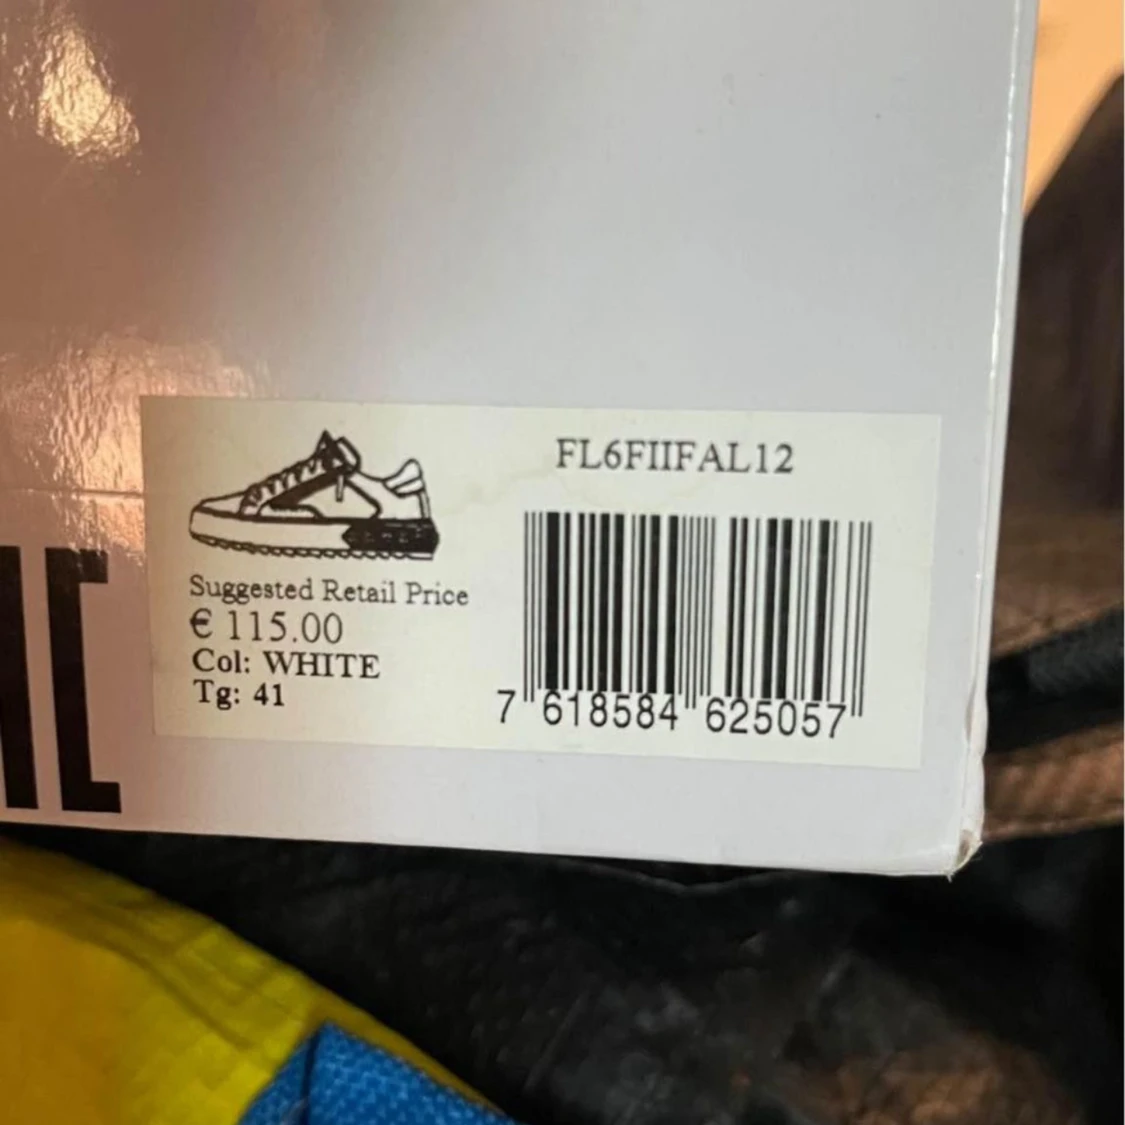 FL6FIIFAL12
Suggested Retail Price
€ 115.00
Col: WHITE
Tg: 41
7 618584 625057